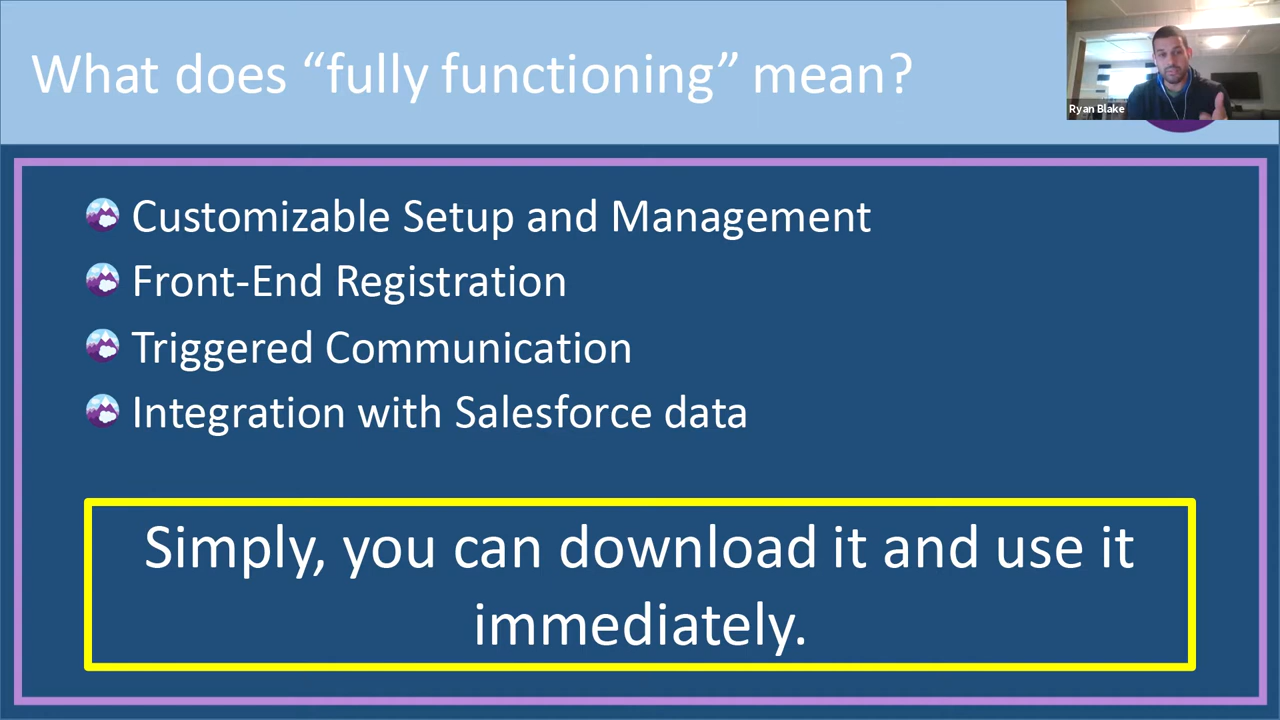 What does “fully functioning” mean?
Ryan Blake
Customizable Setup and Management
Front-End Registration
Triggered Communication
Integration with Salesforce data
Simply, you can download it and use it
immediately.